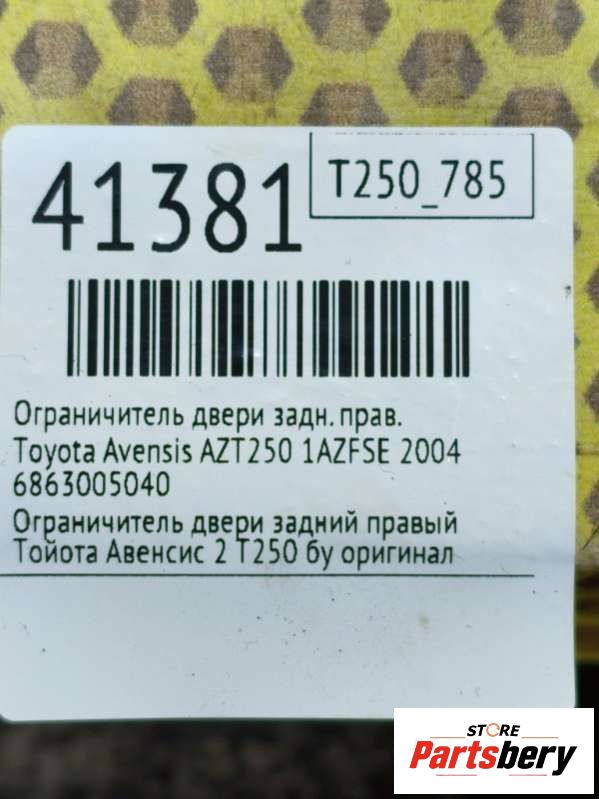 41381
T250_785
Ограничитель двери задн. прав.
Toyota Avensis AZT250 1AZFSE 2004
6863005040
Ограничитель двери задний правый
Тойота Авенсис 2 Т250 бу оригинал
STORE
Partsbery